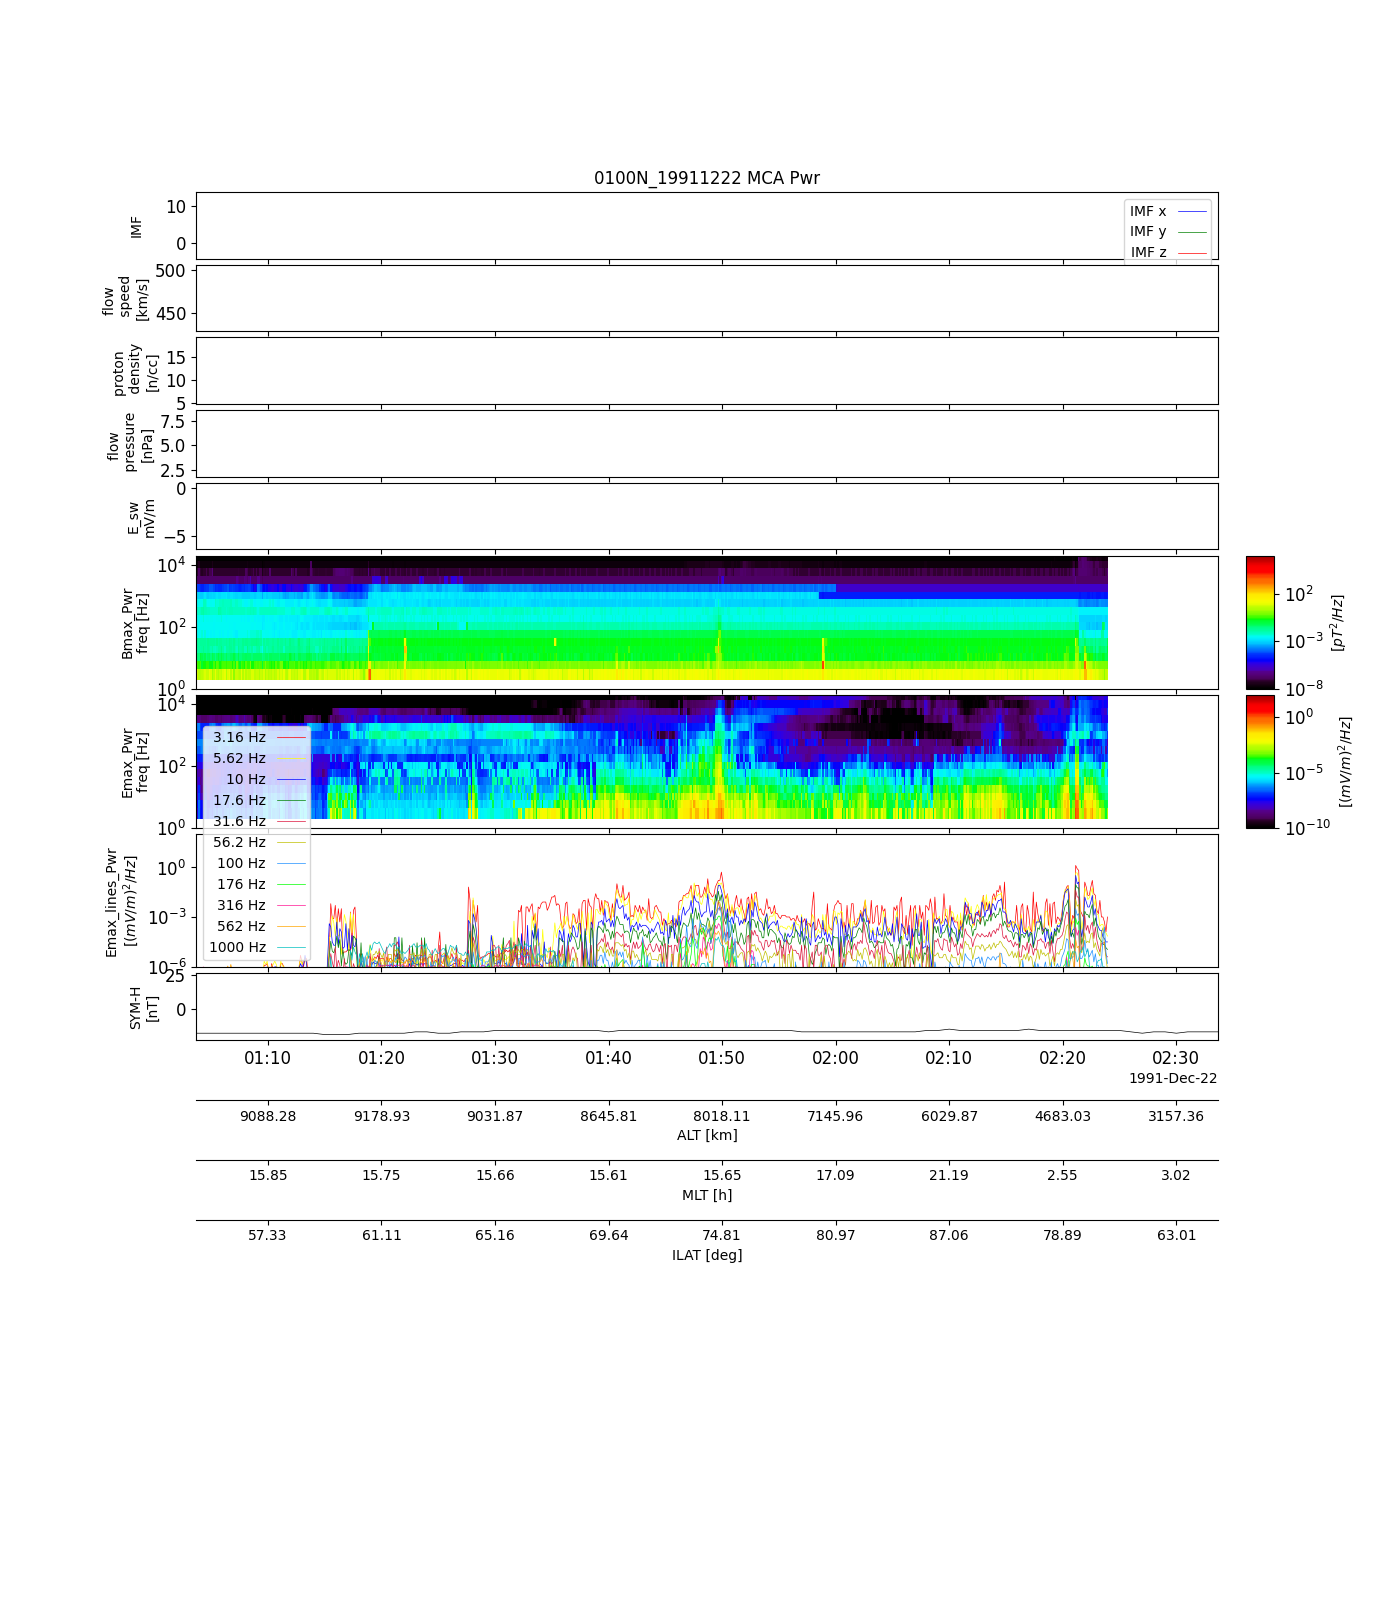 0100N_19911222 MCA Pwr
IMF
10
0
IMF x
IMF y
IMF z
flow
speed
[km/s]
500
450
proton
density
[n/cc]
15
10
5
flow
pressure
[nPa]
7.5
5.0
2.5
E_sw
mV/m
0
−5
Bmax_Pwr
freq [Hz]
10^4
10^2
10^0
10^2
10^−3
10^−8
[pT^2/Hz]
Emax_Pwr
freq [Hz]
10^4
10^2
10^0
10^0
10^−5
10^−10
[(mV/m)^2/Hz]
3.16 Hz
5.62 Hz
10 Hz
17.6 Hz
31.6 Hz
56.2 Hz
100 Hz
176 Hz
316 Hz
562 Hz
1000 Hz
Emax_lines_Pwr
[(mV/m)^2/Hz]
10^0
10^−3
10^−6
SYM-H
[nT]
25
0
01:10 01:20 01:30 01:40 01:50 02:00 02:10 02:20 02:30
1991-Dec-22
9088.28 9178.93 9031.87 8645.81 8018.11 7145.96 6029.87 4683.03 3157.36
ALT [km]
15.85 15.75 15.66 15.61 15.65 17.09 21.19 2.55 3.02
MLT [h]
57.33 61.11 65.16 69.64 74.81 80.97 87.06 78.89 63.01
ILAT [deg]